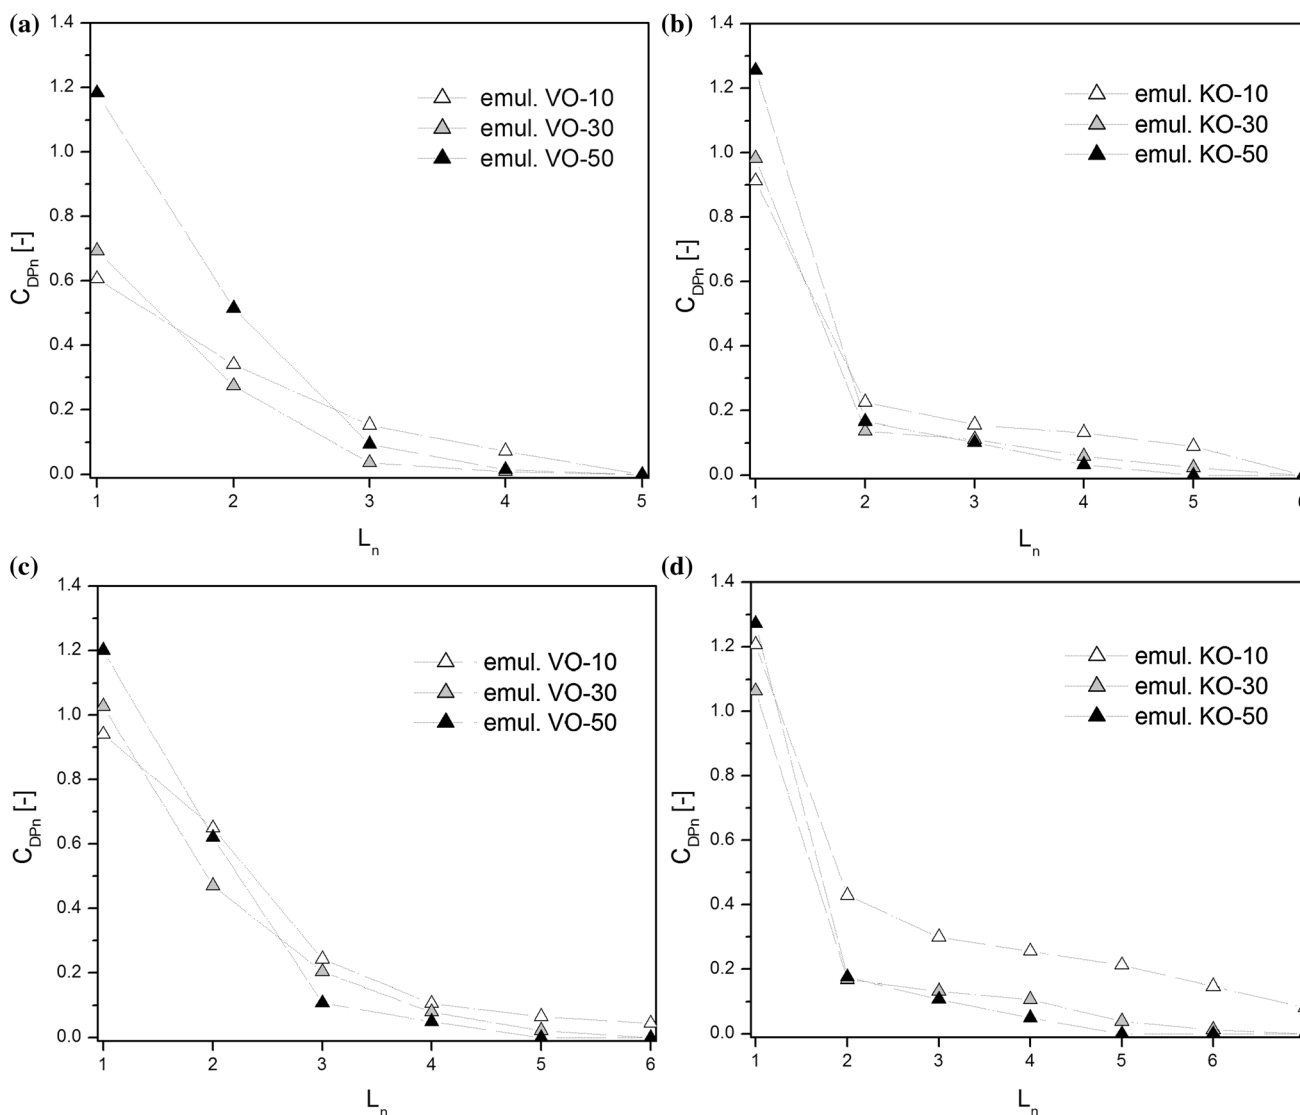 (a)
1.4
1.2
1.0
0.8
0.6
0.4
0.2
0.0
C_DPn [-]
emul. VO-10
emul. VO-30
emul. VO-50
1 2 3 4 5
L_n
(b)
1.4
1.2
1.0
0.8
0.6
0.4
0.2
0.0
C_DPn [-]
emul. KO-10
emul. KO-30
emul. KO-50
1 2 3 4 5 6
L_n
(c)
1.4
1.2
1.0
0.8
0.6
0.4
0.2
0.0
C_DPn [-]
emul. VO-10
emul. VO-30
emul. VO-50
1 2 3 4 5 6
L_n
(d)
1.4
1.2
1.0
0.8
0.6
0.4
0.2
0.0
C_DPn [-]
emul. KO-10
emul. KO-30
emul. KO-50
1 2 3 4 5 6
L_n